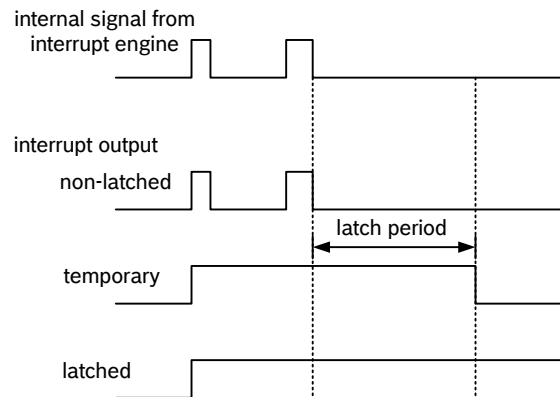 internal signal from
interrupt engine
interrupt output
non-latched
latch period
temporary
latched